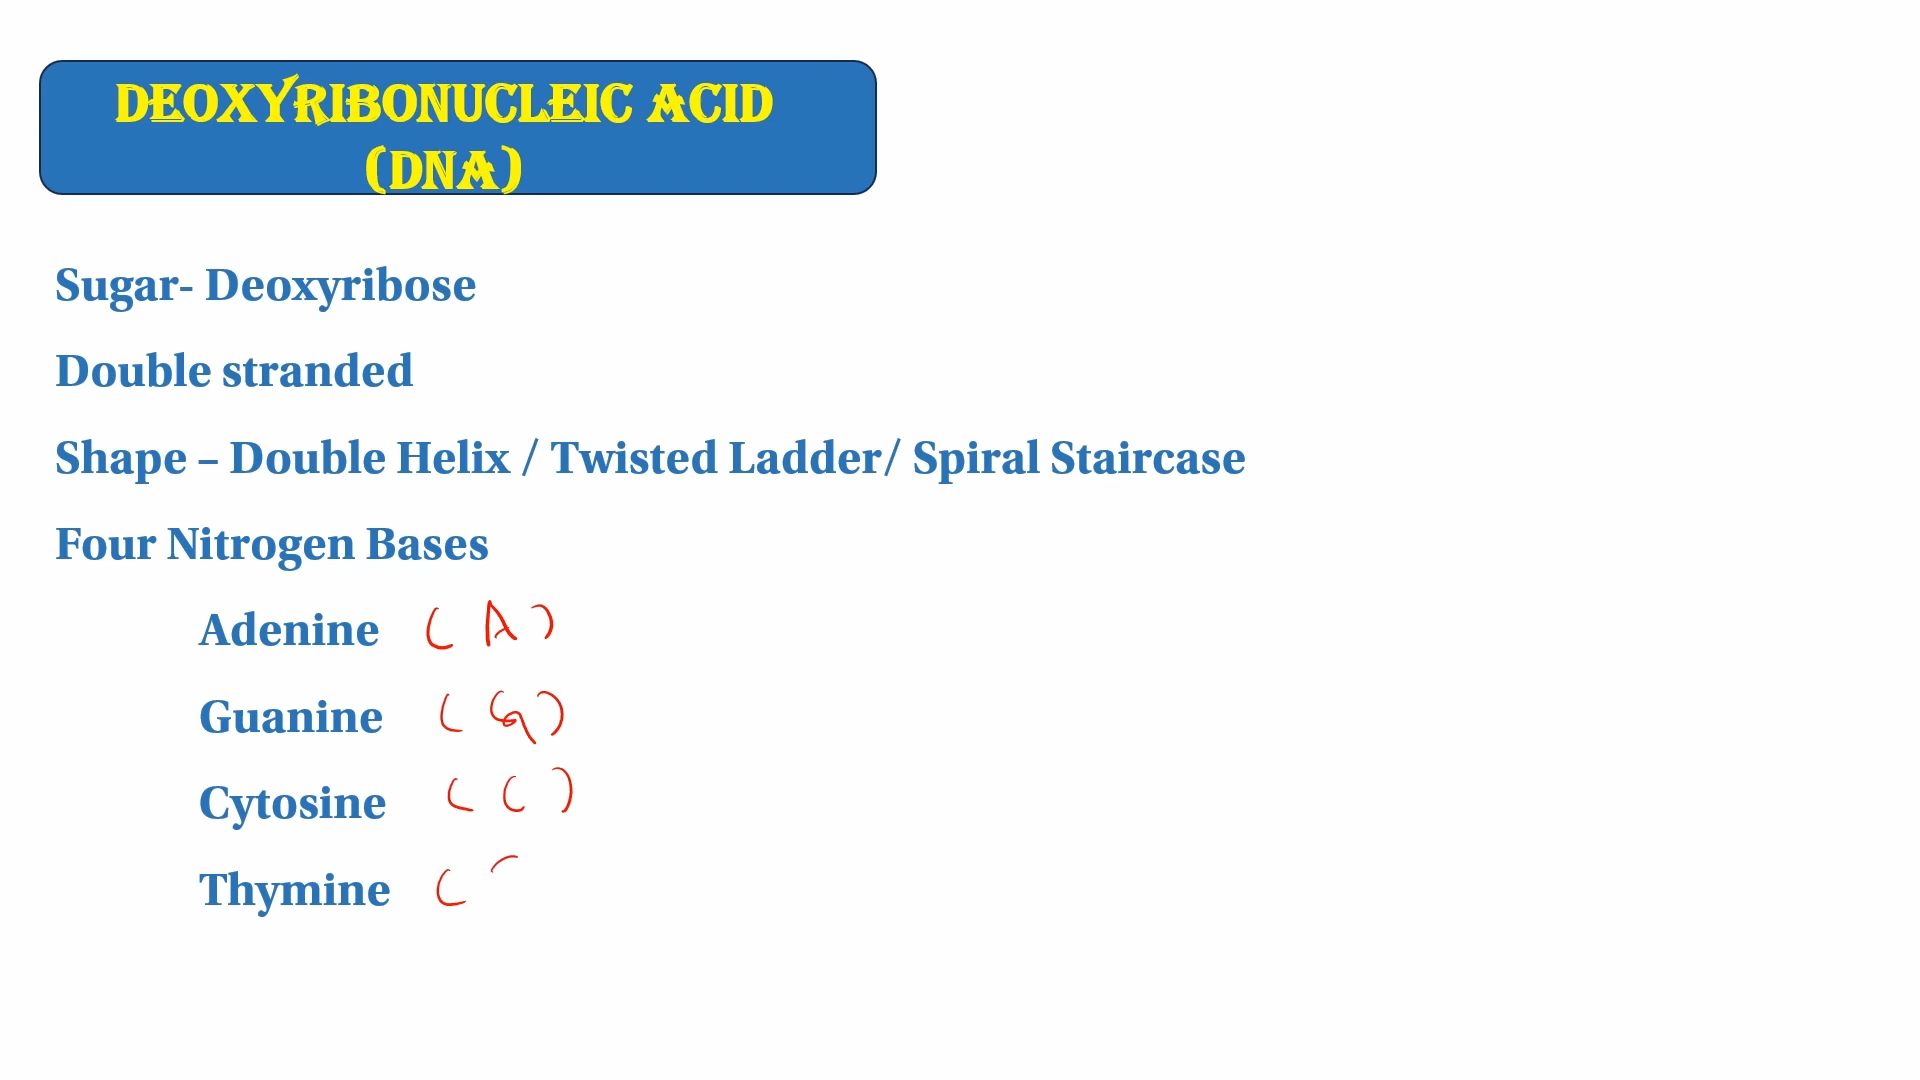 DEOXYRIBONUCLEIC ACID
(DNA)
Sugar- Deoxyribose
Double stranded
Shape – Double Helix / Twisted Ladder/ Spiral Staircase
Four Nitrogen Bases
Adenine (A)
Guanine (G)
Cytosine (C)
Thymine (